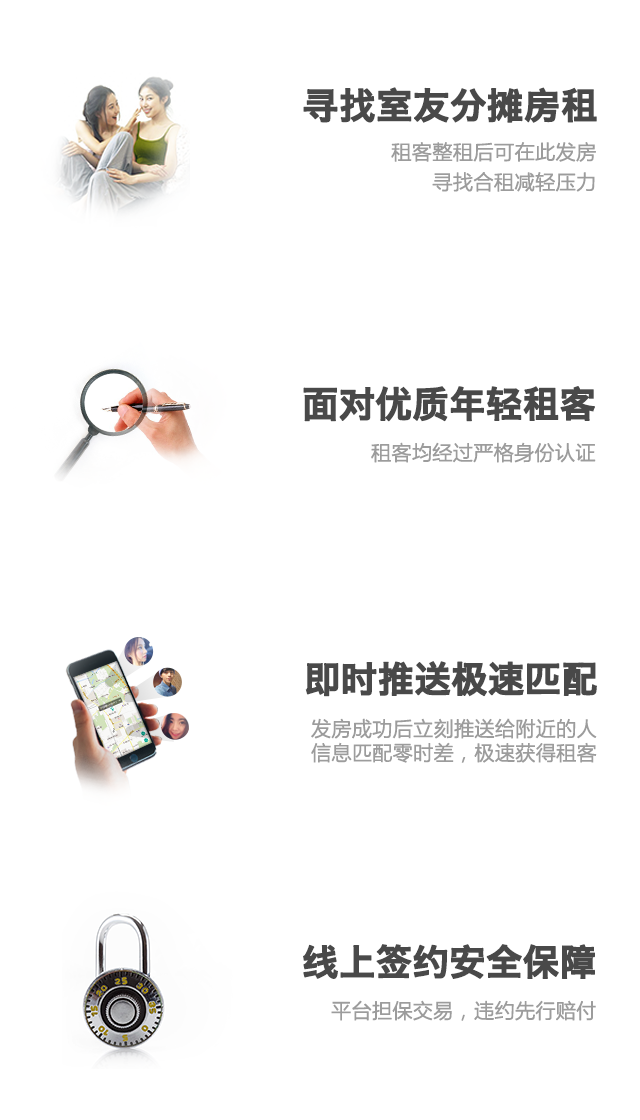 寻找室友分摊房租
租客整租后可在此发房
寻找合租减轻压力
面对优质年轻租客
租客均经过严格身份认证
即时推送极速匹配
发房成功后立刻推送给附近的人
信息匹配零时差，极速获得租客
线上签约安全保障
平台担保交易，违约先行赔付